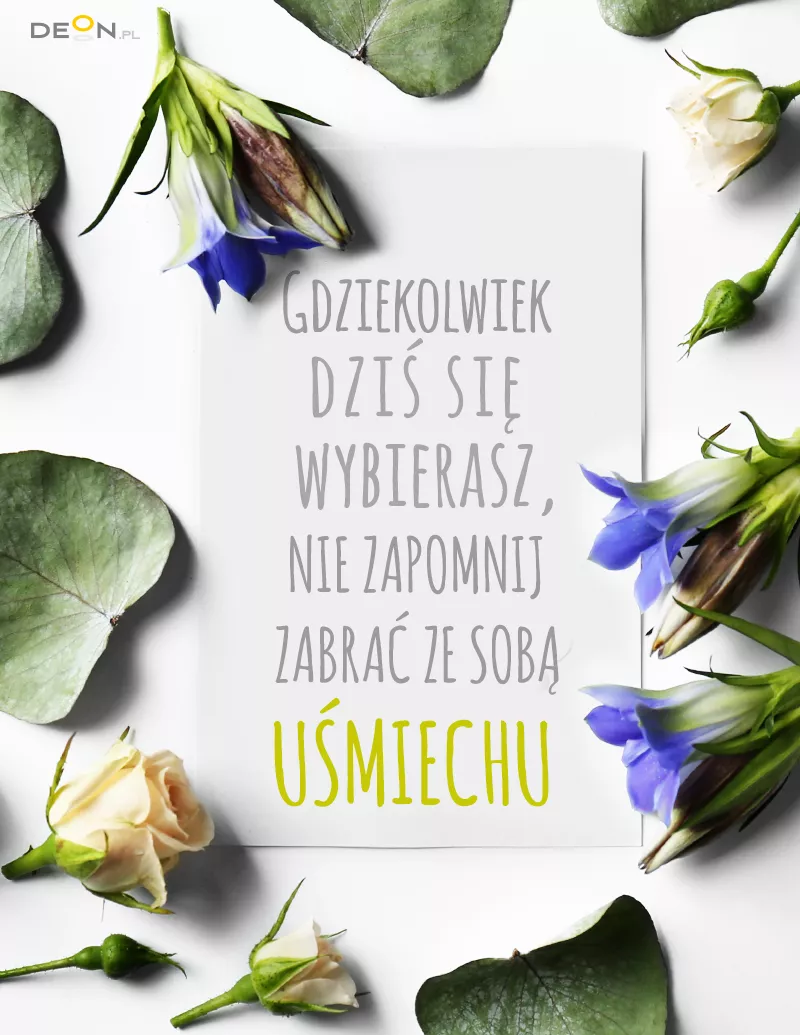 DEON.PL
GDZIEKOLWIEK
DZIŚ SIĘ
WYBIERASZ,
NIE ZAPOMNIJ
ZABRAĆ ZE SOBĄ
UŚMIECHU